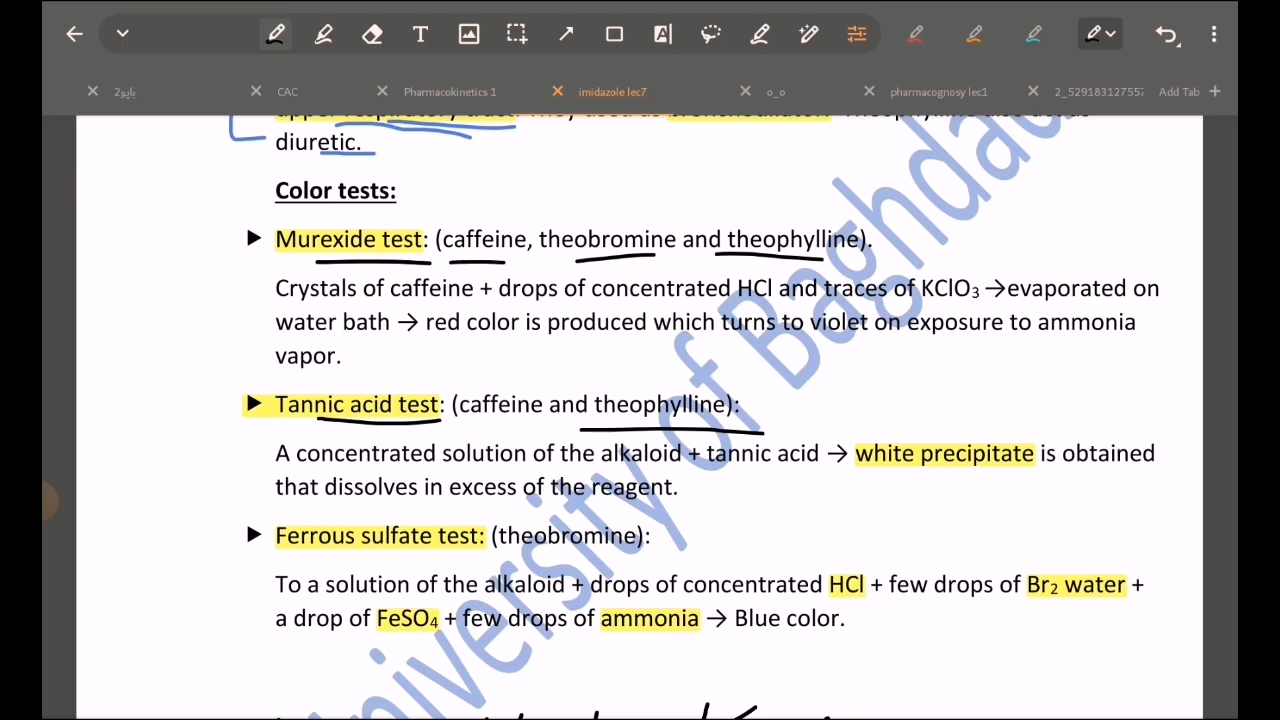 بايو2
CAC
Pharmacokinetics 1
imidazole lec7
o_o
pharmacognosy lec1
2_529183127557
Add Tab
diuretic.
Color tests:
Murexide test: (caffeine, theobromine and theophylline).
Crystals of caffeine + drops of concentrated HCl and traces of KClO₃ →evaporated on
water bath → red color is produced which turns to violet on exposure to ammonia
vapor.
Tannic acid test: (caffeine and theophylline):
A concentrated solution of the alkaloid + tannic acid → white precipitate is obtained
that dissolves in excess of the reagent.
Ferrous sulfate test: (theobromine):
To a solution of the alkaloid + drops of concentrated HCl + few drops of Br₂ water +
a drop of FeSO₄ + few drops of ammonia → Blue color.
University of Baghdad